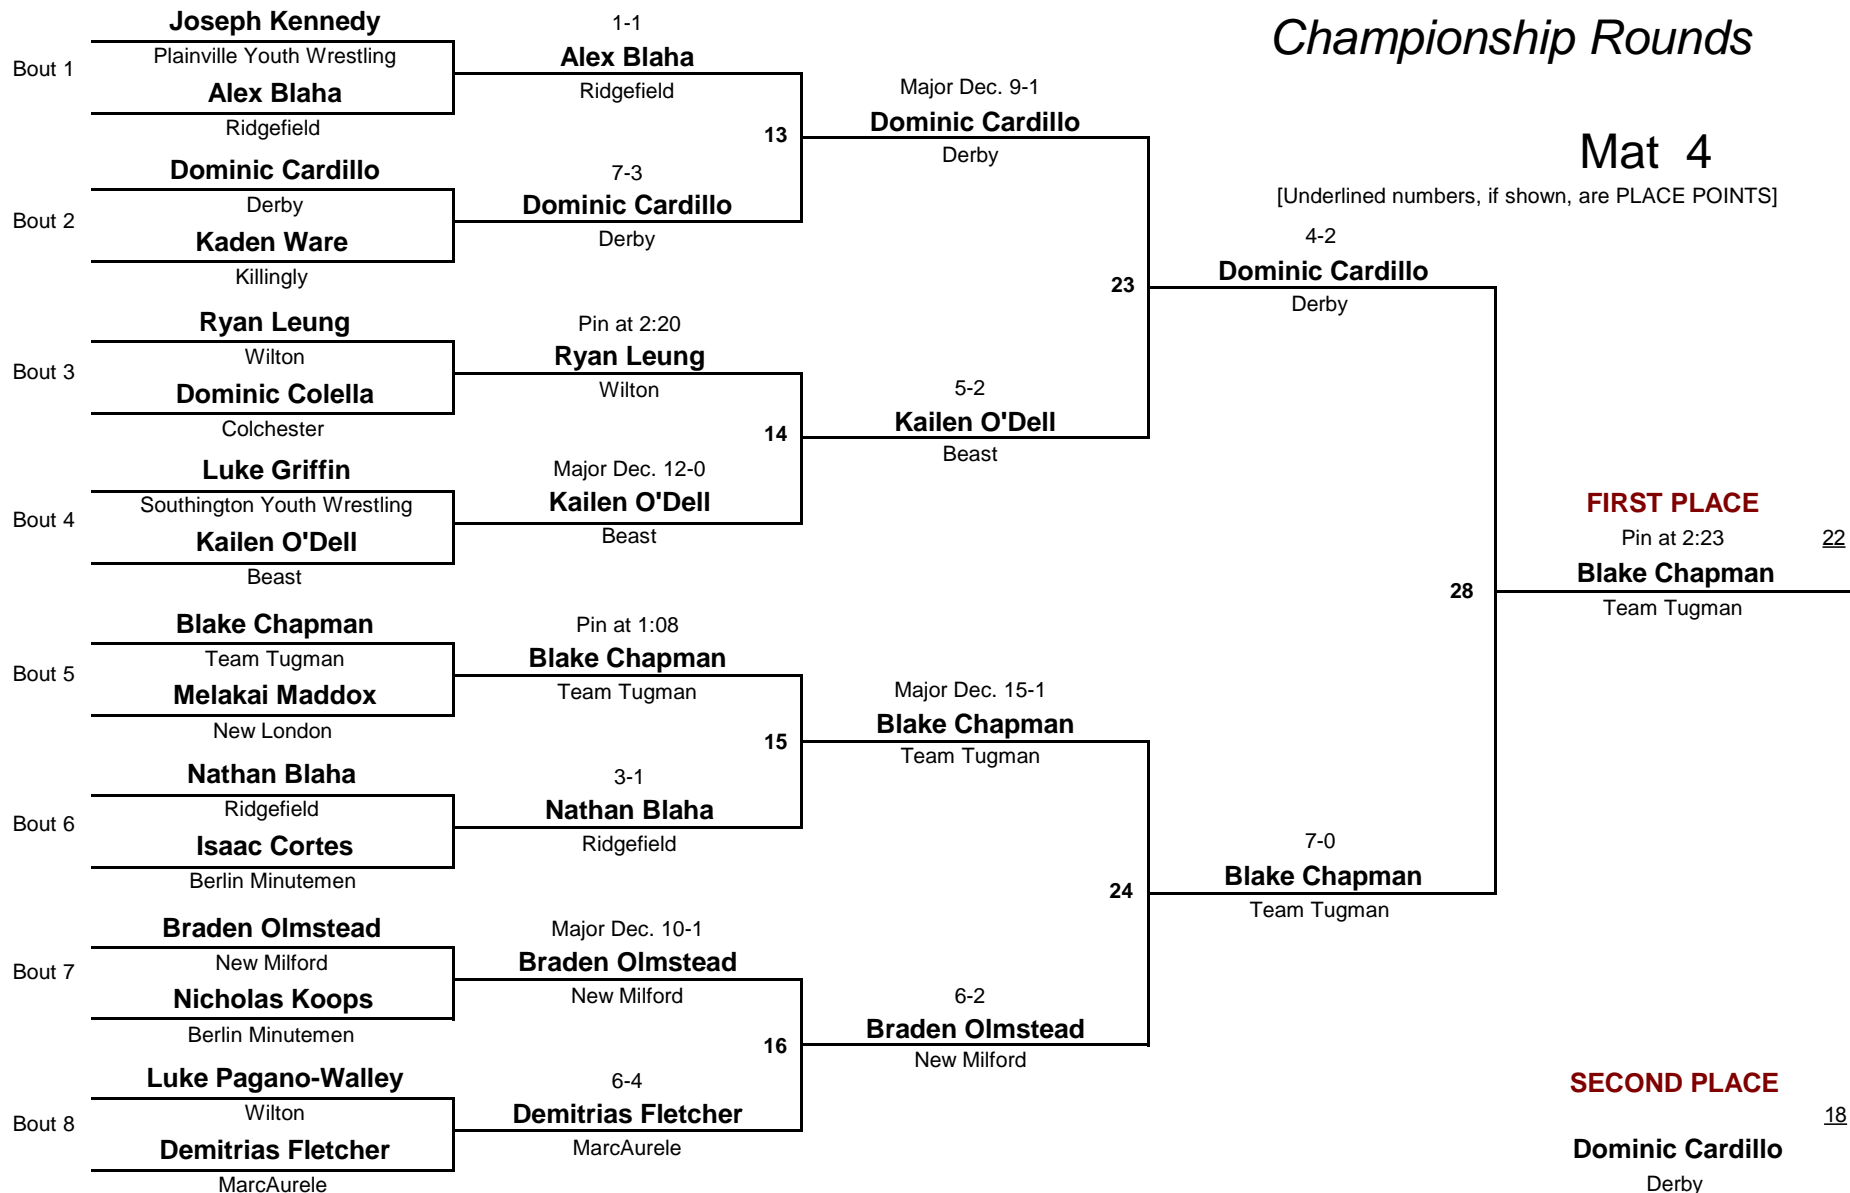 Championship Rounds
Mat 4
[Underlined numbers, if shown, are PLACE POINTS]
Bout 1
Joseph Kennedy
Plainville Youth Wrestling
Alex Blaha
Ridgefield
Bout 2
Dominic Cardillo
Derby
Kaden Ware
Killingly
Bout 3
Ryan Leung
Wilton
Dominic Colella
Colchester
Bout 4
Luke Griffin
Southington Youth Wrestling
Kailen O'Dell
Beast
Bout 5
Blake Chapman
Team Tugman
Melakai Maddox
New London
Bout 6
Nathan Blaha
Ridgefield
Isaac Cortes
Berlin Minutemen
Bout 7
Braden Olmstead
New Milford
Nicholas Koops
Berlin Minutemen
Bout 8
Luke Pagano-Walley
Wilton
Demitrias Fletcher
MarcAurele
1-1
Alex Blaha
Ridgefield
13
7-3
Dominic Cardillo
Derby
Pin at 2:20
Ryan Leung
Wilton
14
Major Dec. 12-0
Kailen O'Dell
Beast
Pin at 1:08
Blake Chapman
Team Tugman
15
3-1
Nathan Blaha
Ridgefield
Major Dec. 10-1
Braden Olmstead
New Milford
16
6-4
Demitrias Fletcher
MarcAurele
Major Dec. 9-1
Dominic Cardillo
Derby
23
5-2
Kailen O'Dell
Beast
Major Dec. 15-1
Blake Chapman
Team Tugman
24
6-2
Braden Olmstead
New Milford
4-2
Dominic Cardillo
Derby
28
7-0
Blake Chapman
Team Tugman
FIRST PLACE
Pin at 2:23 22
Blake Chapman
Team Tugman
SECOND PLACE
18
Dominic Cardillo
Derby